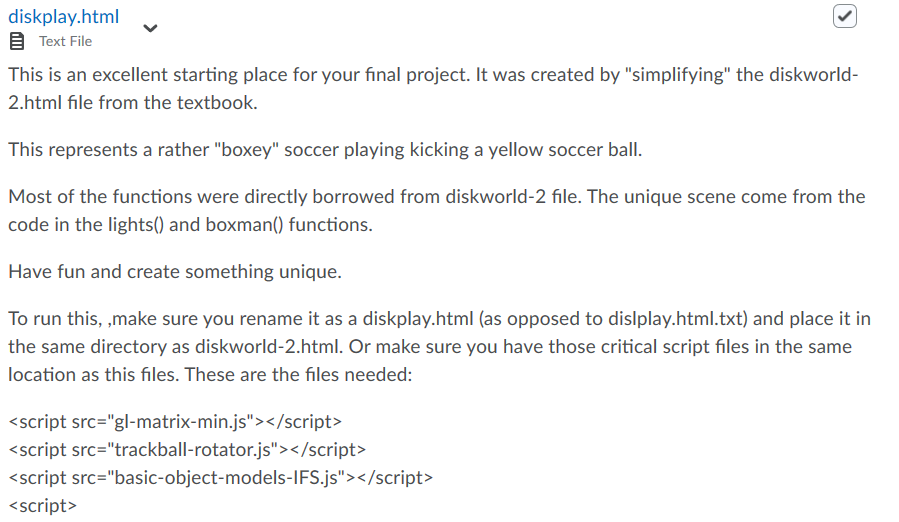 diskplay.html
Text File
This is an excellent starting place for your final project. It was created by "simplifying" the diskworld-
2.html file from the textbook.
This represents a rather "boxey" soccer playing kicking a yellow soccer ball.
Most of the functions were directly borrowed from diskworld-2 file. The unique scene come from the
code in the lights() and boxman() functions.
Have fun and create something unique.
To run this, ,make sure you rename it as a diskplay.html (as opposed to dislplay.html.txt) and place it in
the same directory as diskworld-2.html. Or make sure you have those critical script files in the same
location as this files. These are the files needed:
<script src="gl-matrix-min.js"></script>
<script src="trackball-rotator.js"></script>
<script src="basic-object-models-IFS.js"></script>
<script>